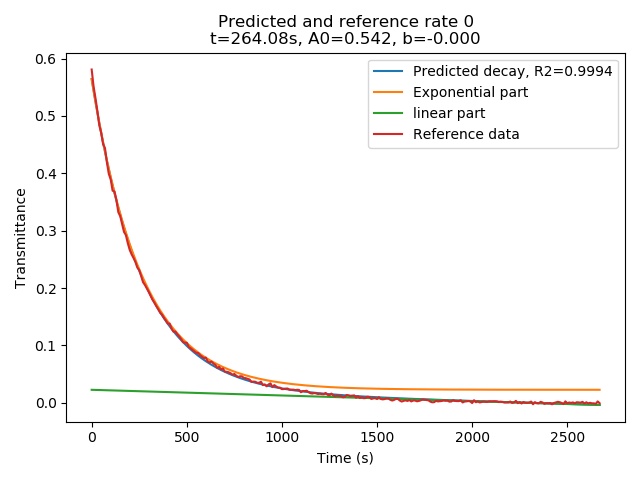 Predicted and reference rate 0
t=264.08s, A0=0.542, b=-0.000
Predicted decay, R2=0.9994
Exponential part
linear part
Reference data
Transmittance
0.6
0.5
0.4
0.3
0.2
0.1
0.0
0 500 1000 1500 2000 2500
Time (s)